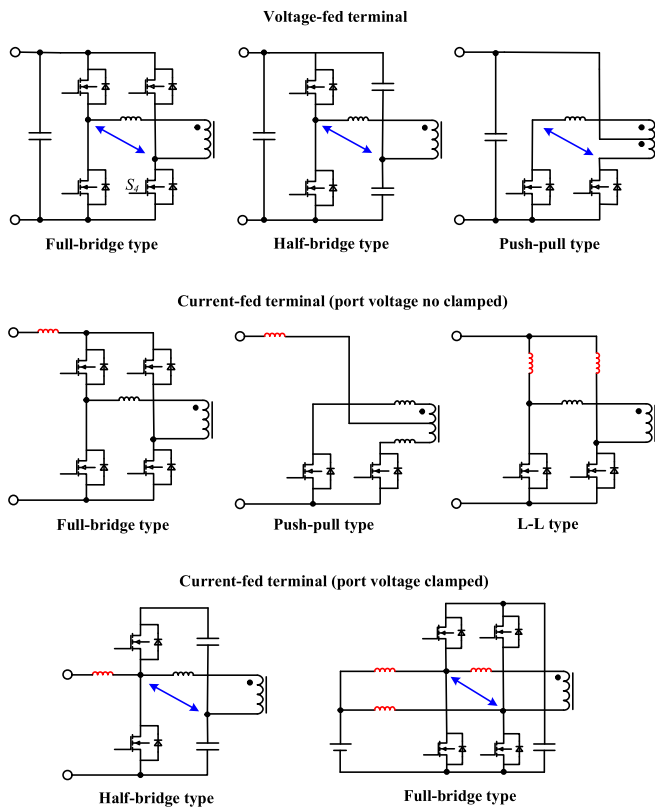 Voltage-fed terminal
S4
Full-bridge type
Half-bridge type
Push-pull type
Current-fed terminal (port voltage no clamped)
Full-bridge type
Push-pull type
L-L type
Current-fed terminal (port voltage clamped)
Half-bridge type
Full-bridge type